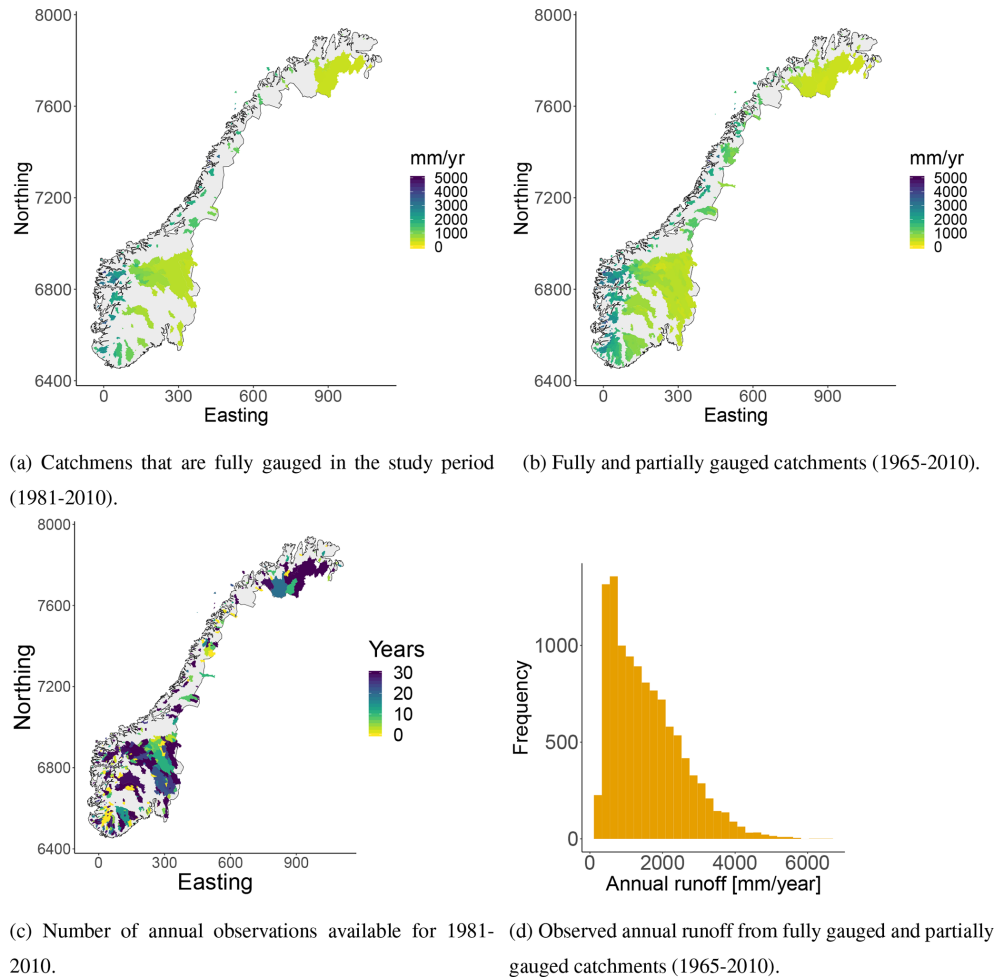 8000
7600
7200
6800
6400
Northing
0 300 600 900
Easting
mm/yr
5000
4000
3000
2000
1000
0
8000
7600
7200
6800
6400
Northing
0 300 600 900
Easting
mm/yr
5000
4000
3000
2000
1000
0
(a) Catchmens that are fully gauged in the study period
(1981-2010).
(b) Fully and partially gauged catchments (1965-2010).
8000
7600
7200
6800
6400
Northing
0 300 600 900
Easting
Years
30
20
10
0
1000
500
0
Frequency
0 2000 4000 6000
Annual runoff [mm/year]
(c) Number of annual observations available for 1981-
2010.
(d) Observed annual runoff from fully gauged and partially
gauged catchments (1965-2010).